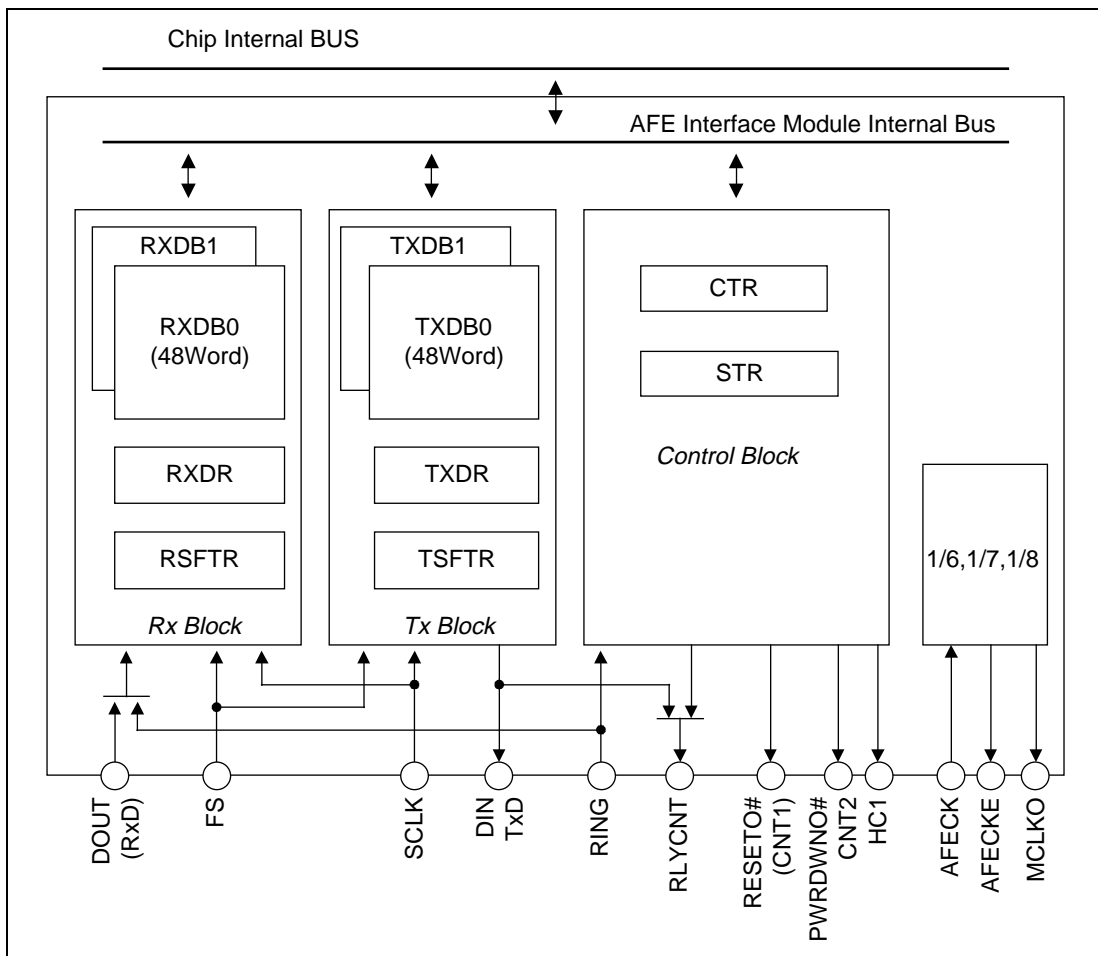 Chip Internal BUS
AFE Interface Module Internal Bus
RXDB1
RXDB0
(48Word)
RXDR
RSFTR
Rx Block
TXDB1
TXDB0
(48Word)
TXDR
TSFTR
Tx Block
CTR
STR
Control Block
1/6,1/7,1/8
DOUT
(RxD)
FS
SCLK
DIN
TxD
RING
RLYCNT
RESETO#
(CNT1)
PWRDWNO#
CNT2
HC1
AFECK
AFECKE
MCLKO